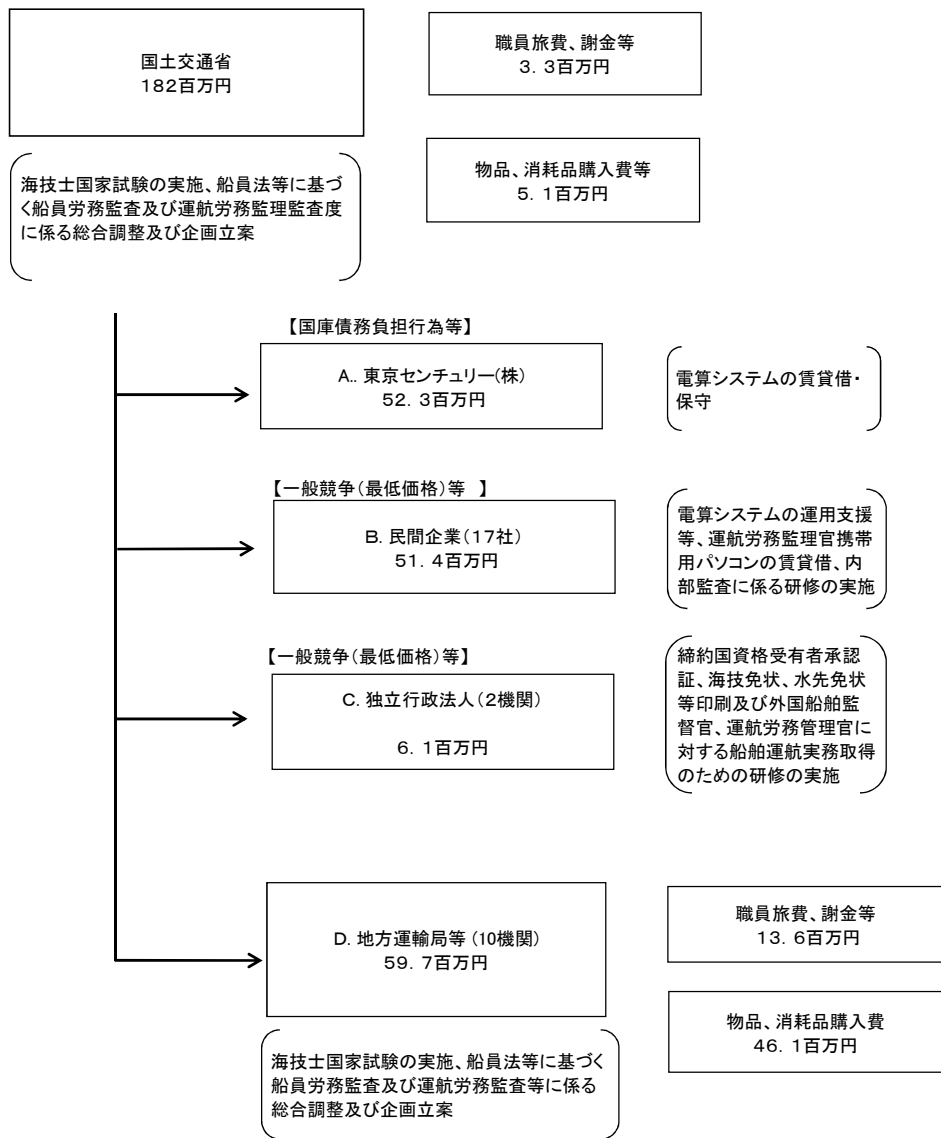 国土交通省
182百万円
職員旅費、謝金等
3．3百万円
物品、消耗品購入費等
5．1百万円
海技士国家試験の実施、船員法等に基づ
く船員労務監査及び運航労務監理監査度
に係る総合調整及び企画立案
【国庫債務負担行為等】
A.. 東京センチュリー(株)
52．3百万円
電算システムの賃貸借・
保守
【一般競争(最低価格)等　】
B. 民間企業(17社)
51．4百万円
電算システムの運用支援
等、運航労務監理官携帯
用パソコンの賃貸借、内
部監査に係る研修の実施
【一般競争(最低価格)等】
C. 独立行政法人(2機関)
6．1百万円
締約国資格受有者承認
証、海技免状、水先免状
等印刷及び外国船舶監
督官、運航労務管理官に
対する船舶運航実務取得
のための研修の実施
D. 地方運輸局等 (10機関)
59．7百万円
職員旅費、謝金等
13．6百万円
物品、消耗品購入費
46．1百万円
海技士国家試験の実施、船員法等に基づく
船員労務監査及び運航労務監査等に係る
総合調整及び企画立案